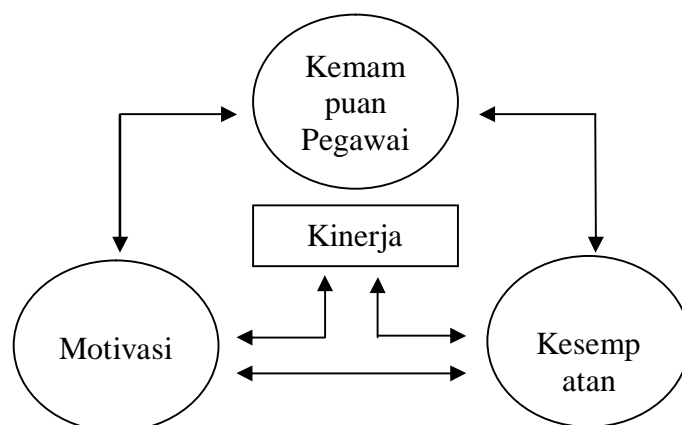 Kemam
puan
Pegawai
Kinerja
Motivasi
Kesemp
atan